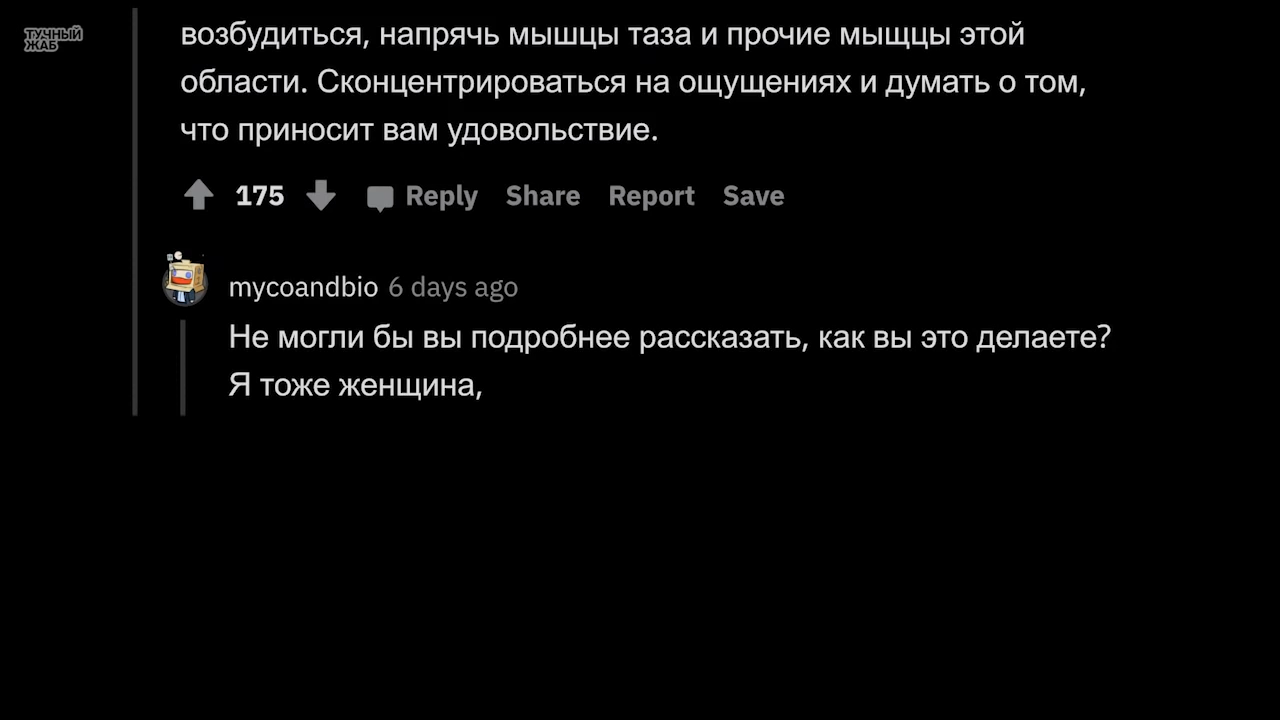 ТУЧНЫЙ
ЖАБ
возбудиться, напрячь мышцы таза и прочие мыщцы этой
области. Сконцентрироваться на ощущениях и думать о том,
что приносит вам удовольствие.
175 Reply Share Report Save
mycoandbio 6 days ago
Не могли бы вы подробнее рассказать, как вы это делаете?
Я тоже женщина,